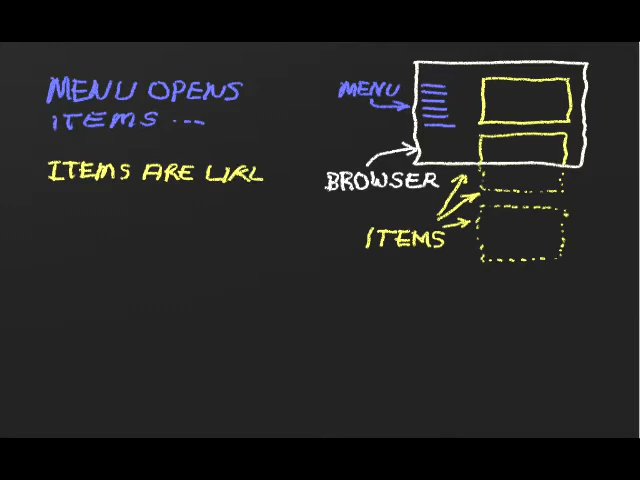 MENU OPENS
ITEMS ...
ITEMS ARE URL
MENU
BROWSER
ITEMS